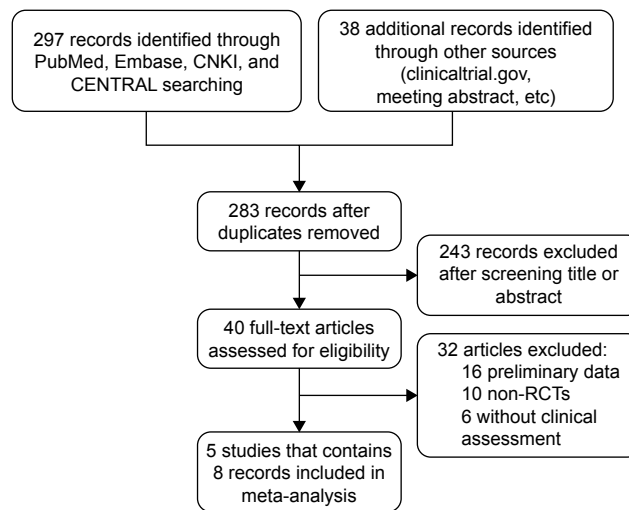 297 records identified through
PubMed, Embase, CNKI, and
CENTRAL searching
38 additional records identified
through other sources
(clinicaltrial.gov,
meeting abstract, etc)
283 records after
duplicates removed
243 records excluded
after screening title or
abstract
40 full-text articles
assessed for eligibility
32 articles excluded:
16 preliminary data
10 non-RCTs
6 without clinical
assessment
5 studies that contains
8 records included in
meta-analysis